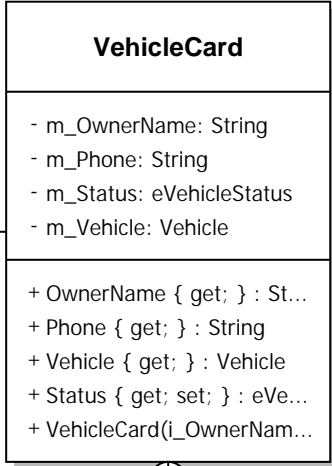 VehicleCard
- m_OwnerName: String
- m_Phone: String
- m_Status: eVehicleStatus
- m_Vehicle: Vehicle
+ OwnerName { get; } : St...
+ Phone { get; } : String
+ Vehicle { get; } : Vehicle
+ Status { get; set; } : eVe...
+ VehicleCard(i_OwnerNam...